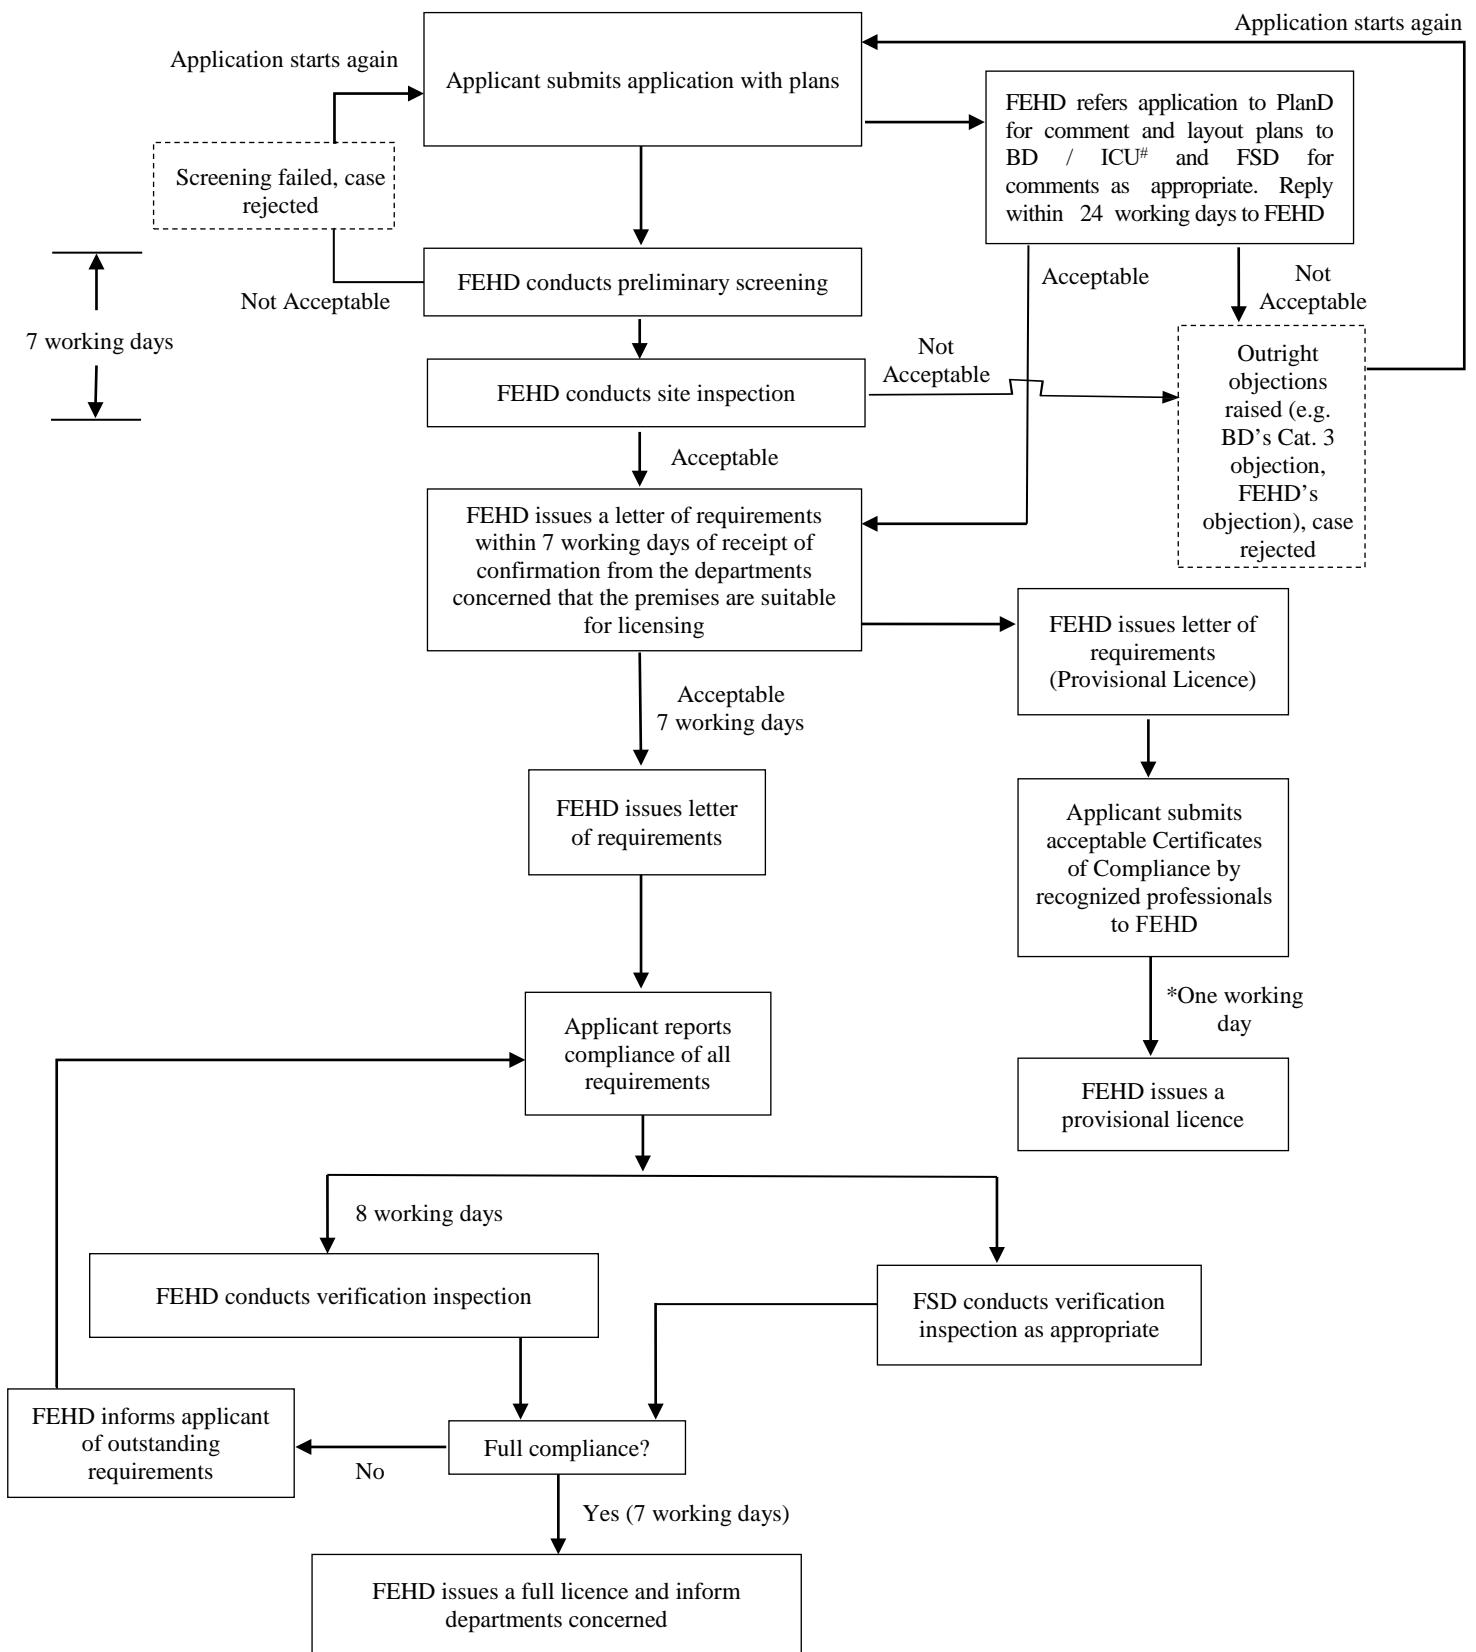 Application starts again
Application starts again
Applicant submits application with plans
FEHD refers application to PlanD
for comment and layout plans to
BD / ICU# and FSD for
comments as appropriate. Reply
within 24 working days to FEHD
Screening failed, case
rejected
FEHD conducts preliminary screening
Not Acceptable
Acceptable
Not
Acceptable
7 working days
FEHD conducts site inspection
Not
Acceptable
Outright
objections
raised (e.g.
BD’s Cat. 3
objection,
FEHD’s
objection), case
rejected
Acceptable
FEHD issues a letter of requirements
within 7 working days of receipt of
confirmation from the departments
concerned that the premises are suitable
for licensing
FEHD issues letter of
requirements
(Provisional Licence)
Acceptable
7 working days
FEHD issues letter
of requirements
Applicant submits
acceptable Certificates
of Compliance by
recognized professionals
to FEHD
*One working
day
Applicant reports
compliance of all
requirements
FEHD issues a
provisional licence
8 working days
FEHD conducts verification inspection
FSD conducts verification
inspection as appropriate
FEHD informs applicant
of outstanding
requirements
Full compliance?
No
Yes (7 working days)
FEHD issues a full licence and inform
departments concerned